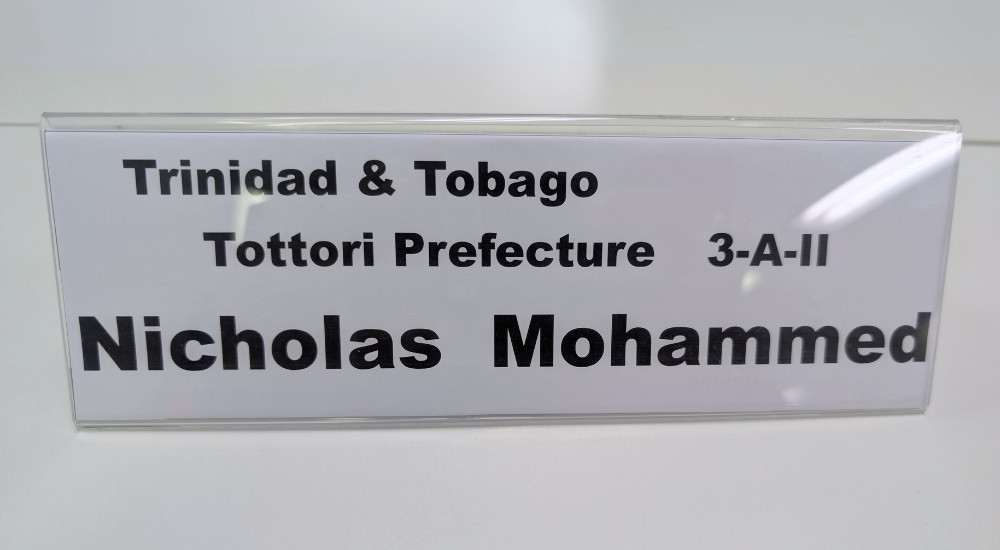 Trinidad & Tobago
Tottori Prefecture 3-A-II
Nicholas Mohammed